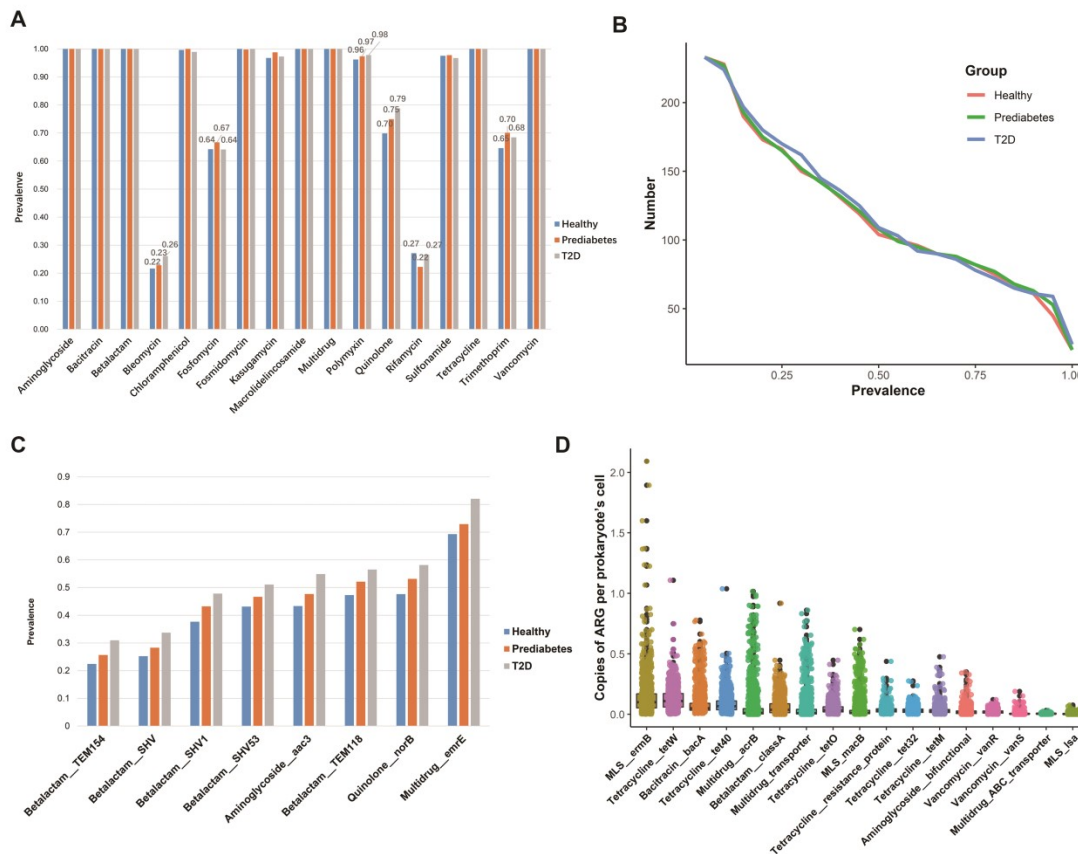 A
1.00
0.90
0.80
0.70
0.60
0.50
0.40
0.30
0.20
0.10
0.00
Prevalenve
0.22
0.23
0.26
0.64
0.67
0.64
0.96
0.97
0.98
0.75
0.79
0.27
0.22
0.27
0.70
0.68
Healthy
Prediabetes
T2D
Aminoglycoside
Bacitracin
Betalactam
Bleomycin
Chloramphenicol
Fosfomycin
Fosmidomycin
Kasugamycin
Macrolidelincosamide
Multidrug
Polymyxin
Quinolone
Rifamycin
Sulfonamide
Tetracycline
Trimethoprim
Vancomycin
B
Number
200
150
100
50
Group
Healthy
Prediabetes
T2D
0.25
0.50
0.75
1.00
Prevalence
C
0.9
0.8
0.7
0.6
0.5
0.4
0.3
0.2
0.1
0
Prevalence
Healthy
Prediabetes
T2D
Betalactam__TEM154
Betalactam__SHV
Betalactam__SHV1
Betalactam__SHV53
Aminoglycoside__aac3
Betalactam__TEM118
Quinolone__norB
Multidrug__emrE
D
Copies of ARG per prokaryote's cell
2.0
1.5
1.0
0.5
0.0
MLS__ermB
Tetracycline__tetW
Bacitracin__bacA
Tetracycline__tet40
Multidrug__acrB
Betalactam__classA
Multidrug__transporter
Tetracycline__tetO
MLS__macB
Tetracycline__resistance_protein
Tetracycline__tet32
Tetracycline__tetM
Aminoglycoside__bifunctional
Vancomycin__vanR
Vancomycin__vanS
Multidrug__ABC_transporter
MLS__lsa